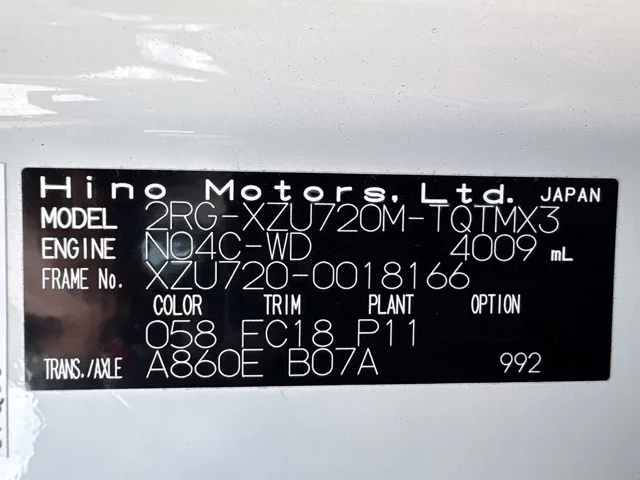 Hino Motors, Ltd. JAPAN
MODEL 2RG-XZU720M-TQTMX3
ENGINE N04C-WD 4009 mL
FRAME No. XZU720-0018166
COLOR TRIM PLANT OPTION
058 FC18 P11
TRANS./AXLE A860E B07A 992